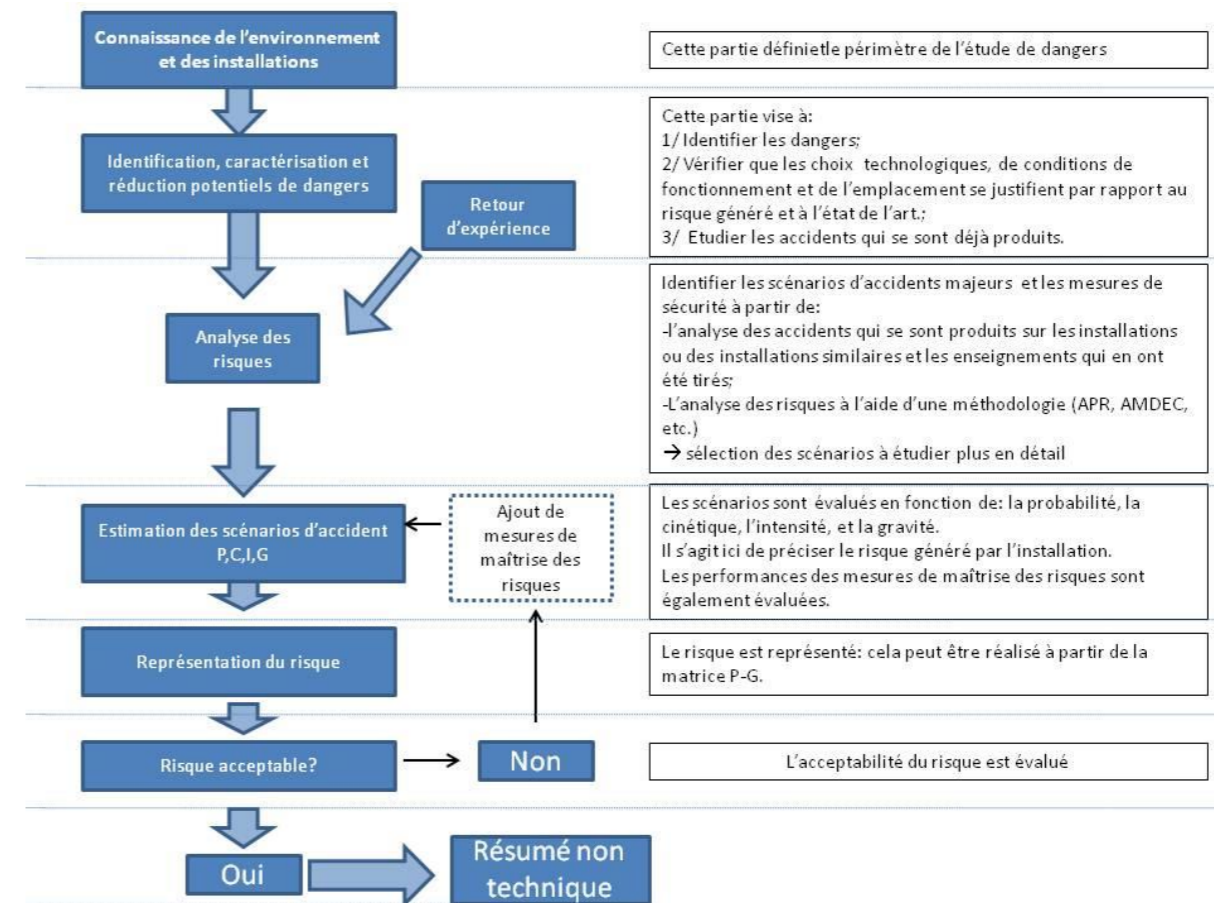 Connaissance de l'environnement
et des installations
Cette partie définietle périmètre de l'étude de dangers
Identification, caractérisation et
réduction potentiels de dangers
Retour
d'expérience
Cette partie vise à:
1/ Identifier les dangers;
2/ Vérifier que les choix technologiques, de conditions de
fonctionnement et de l'emplacement se justifient par rapport au
risque généré et à l'état de l'art.;
3/ Etudier les accidents qui se sont déjà produits.
Analyse des
risques
Identifier les scénarios d'accidents majeurs et les mesures de
sécurité à partir de:
-l'analyse des accidents qui se sont produits sur les installations
ou des installations similaires et les enseignements qui en ont
été tirés;
-L'analyse des risques à l'aide d'une méthodologie (APR, AMDEC,
etc.)
→ sélection des scénarios à étudier plus en détail
Estimation des scénarios d'accident
P,C,I,G
Ajout de
mesures de
maîtrise des
risques
Les scénarios sont évalués en fonction de: la probabilité, la
cinétique, l'intensité, et la gravité.
Il s'agit ici de préciser le risque généré par l'installation.
Les performances des mesures de maîtrise des risques sont
également évaluées.
Représentation du risque
Le risque est représenté: cela peut être réalisé à partir de la
matrice P-G.
Risque acceptable?
Non
L'acceptabilité du risque est évalué
Oui
Résumé non
technique